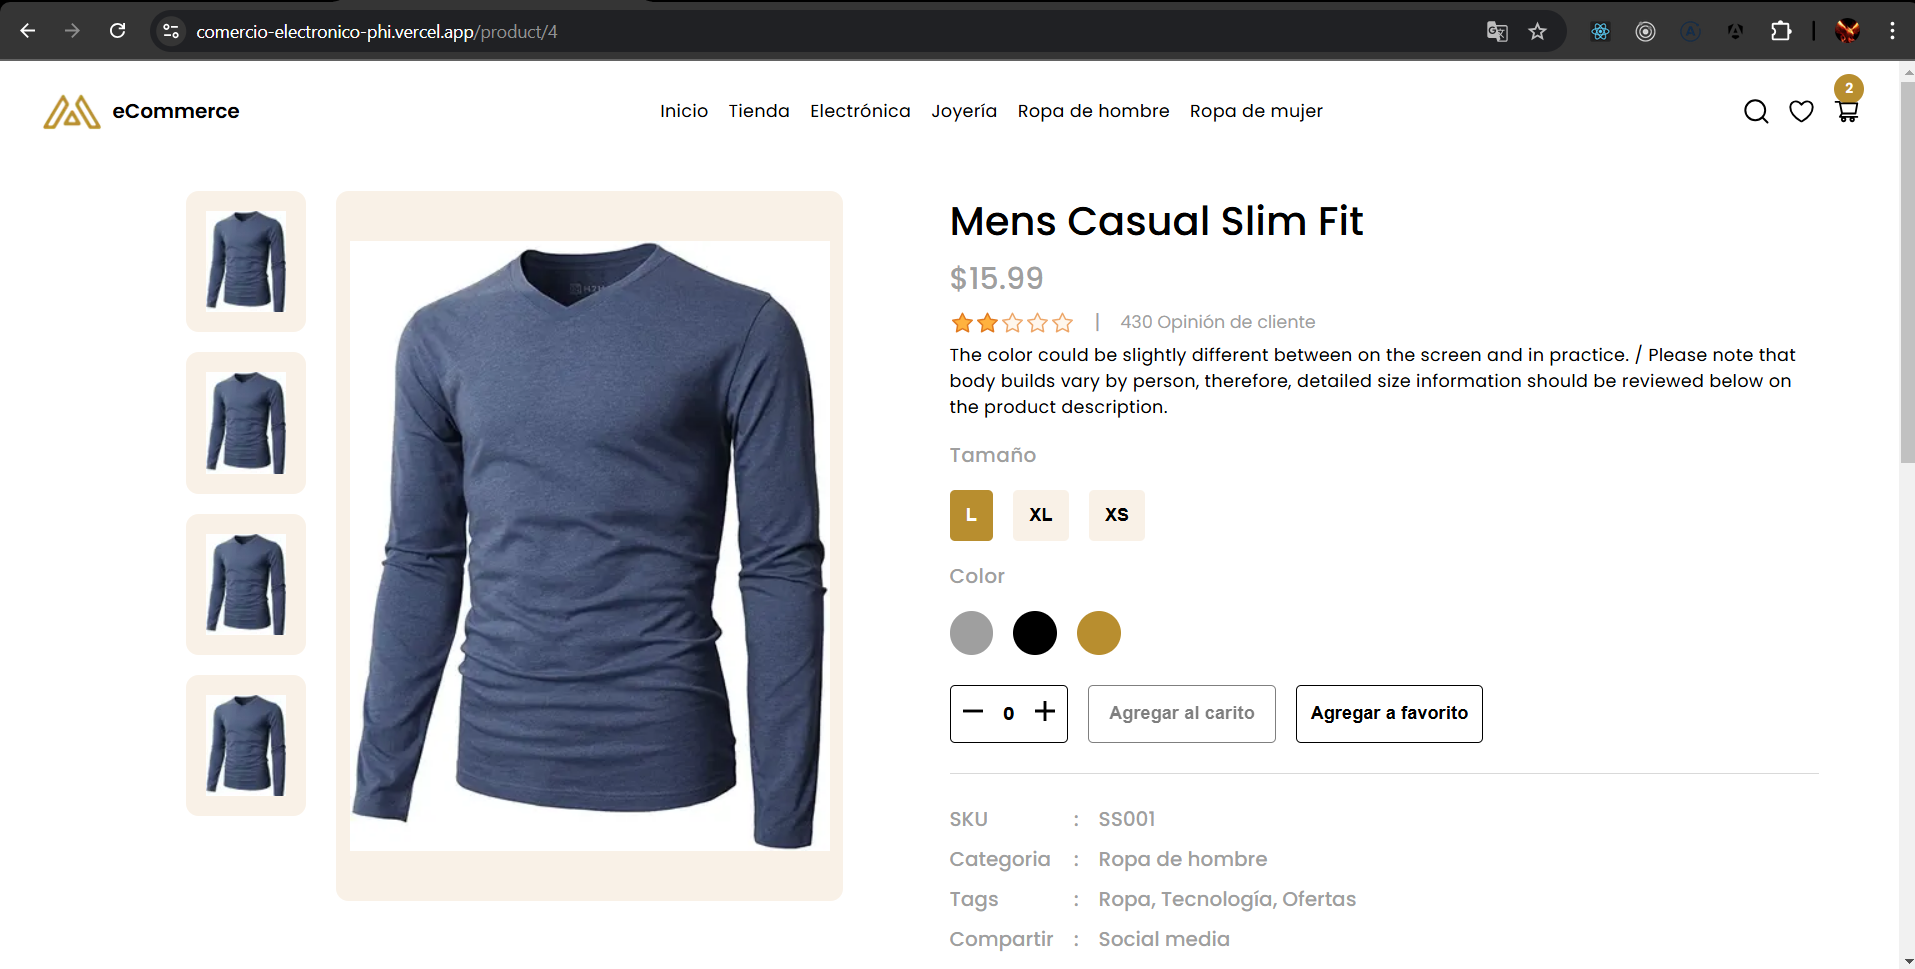 comercio-electronico-phi.vercel.app/product/4
eCommerce
Inicio Tienda Electrónica Joyería Ropa de hombre Ropa de mujer
2
Mens Casual Slim Fit
$15.99
| 430 Opinión de cliente
The color could be slightly different between on the screen and in practice. / Please note that
body builds vary by person, therefore, detailed size information should be reviewed below on
the product description.
Tamaño
L XL XS
Color
0 Agregar al carito Agregar a favorito
SKU : SS001
Categoria : Ropa de hombre
Tags : Ropa, Tecnología, Ofertas
Compartir : Social media